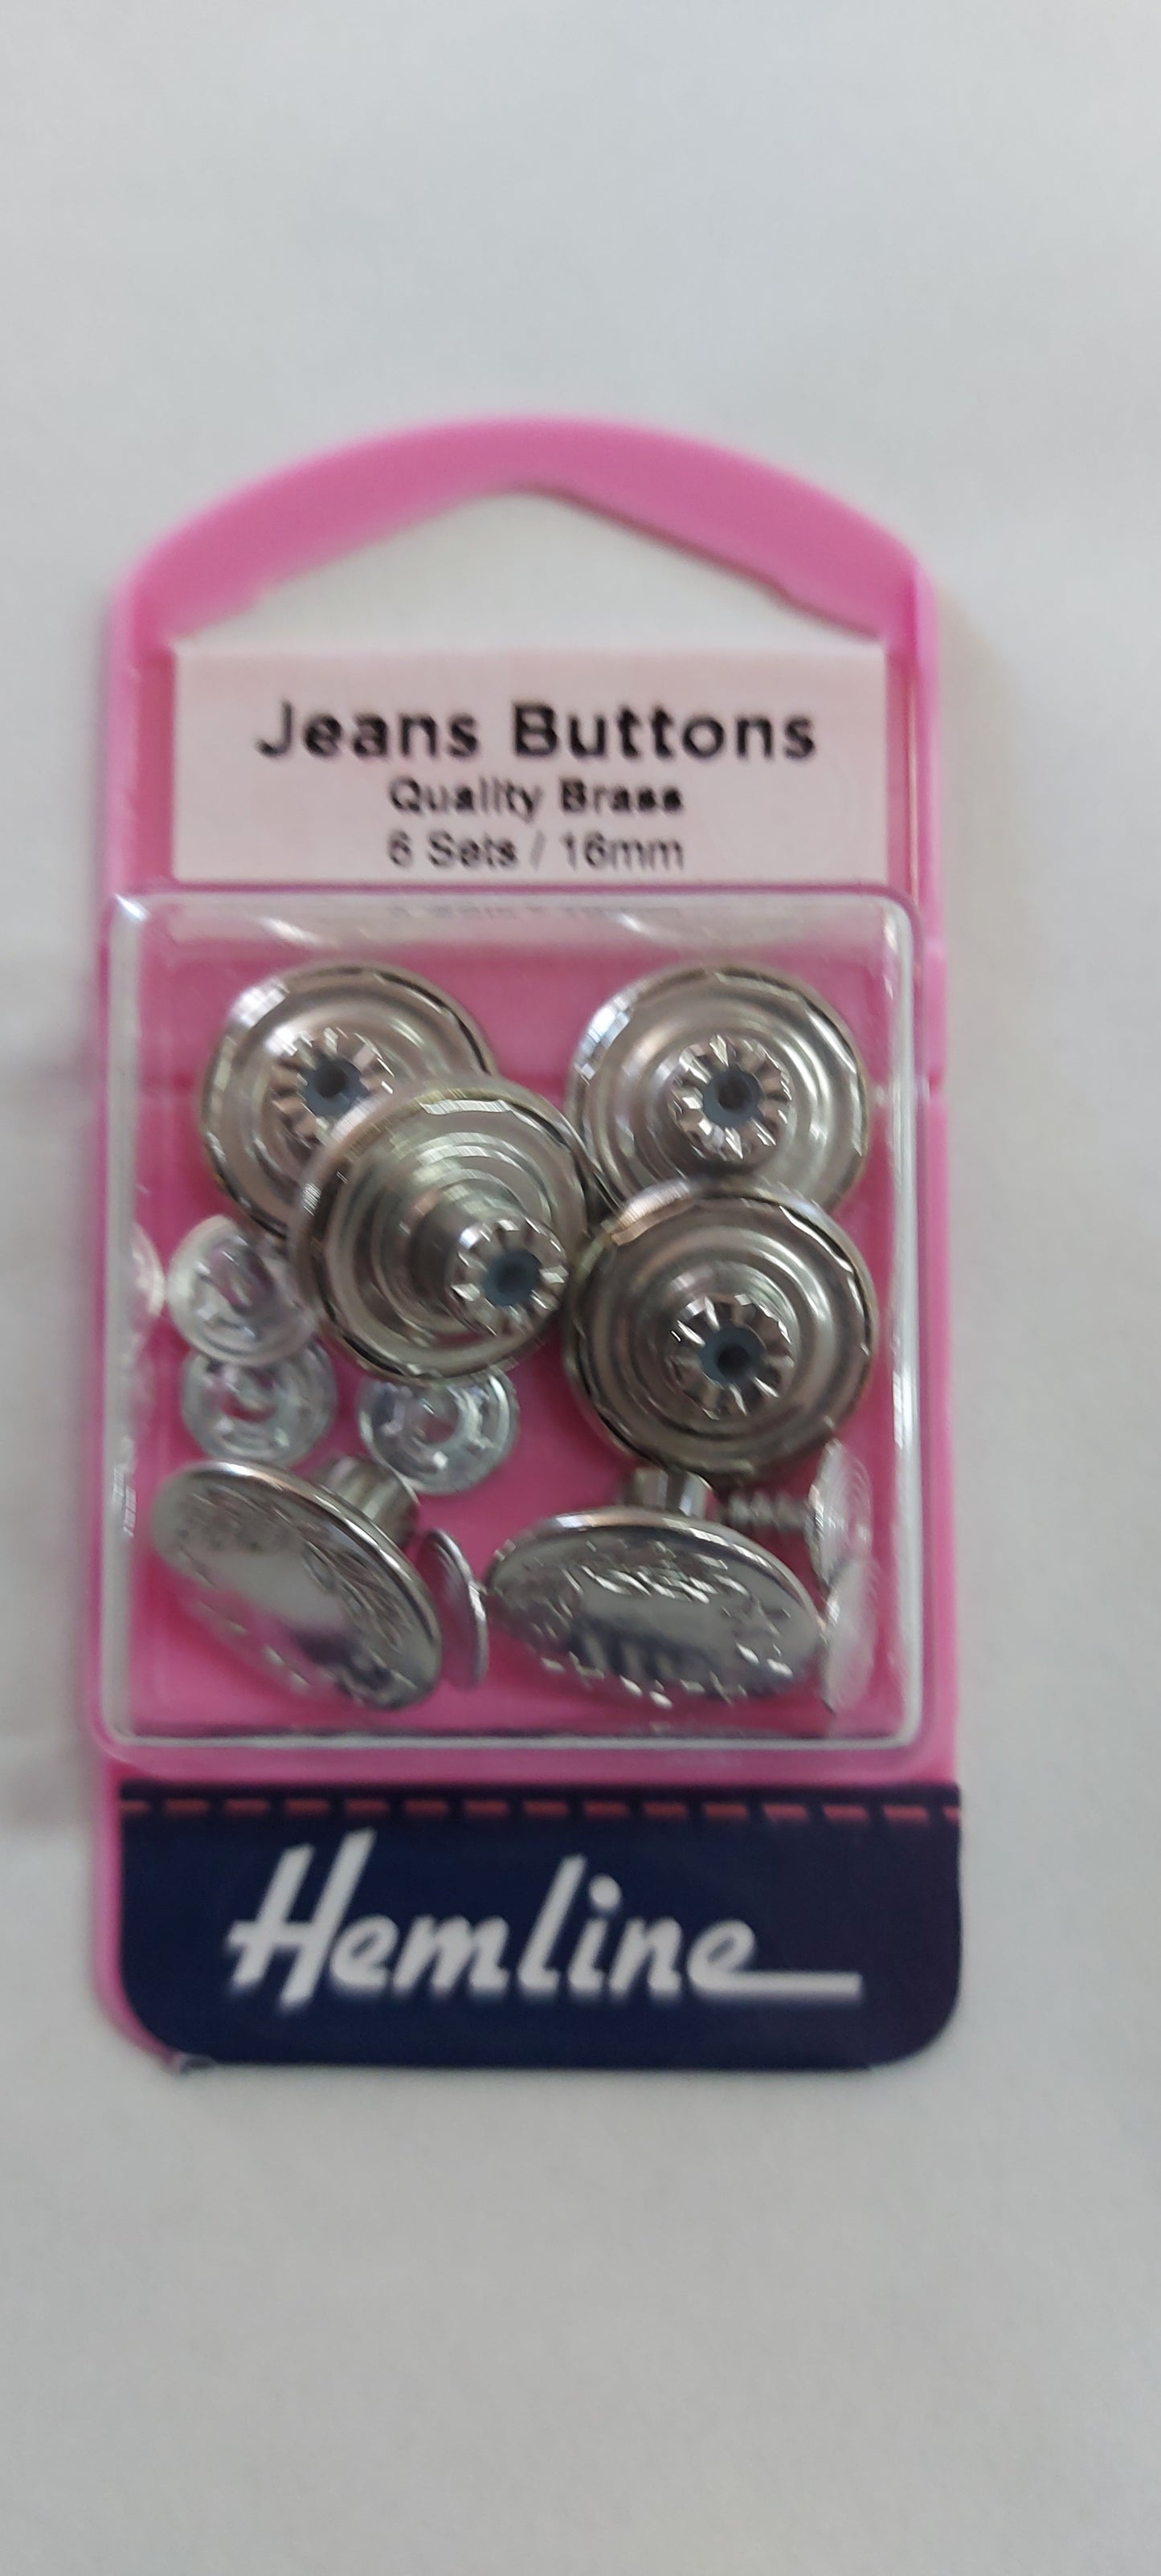 Jeans Buttons
Quality Brass
6 Sets / 16mm
Hemline